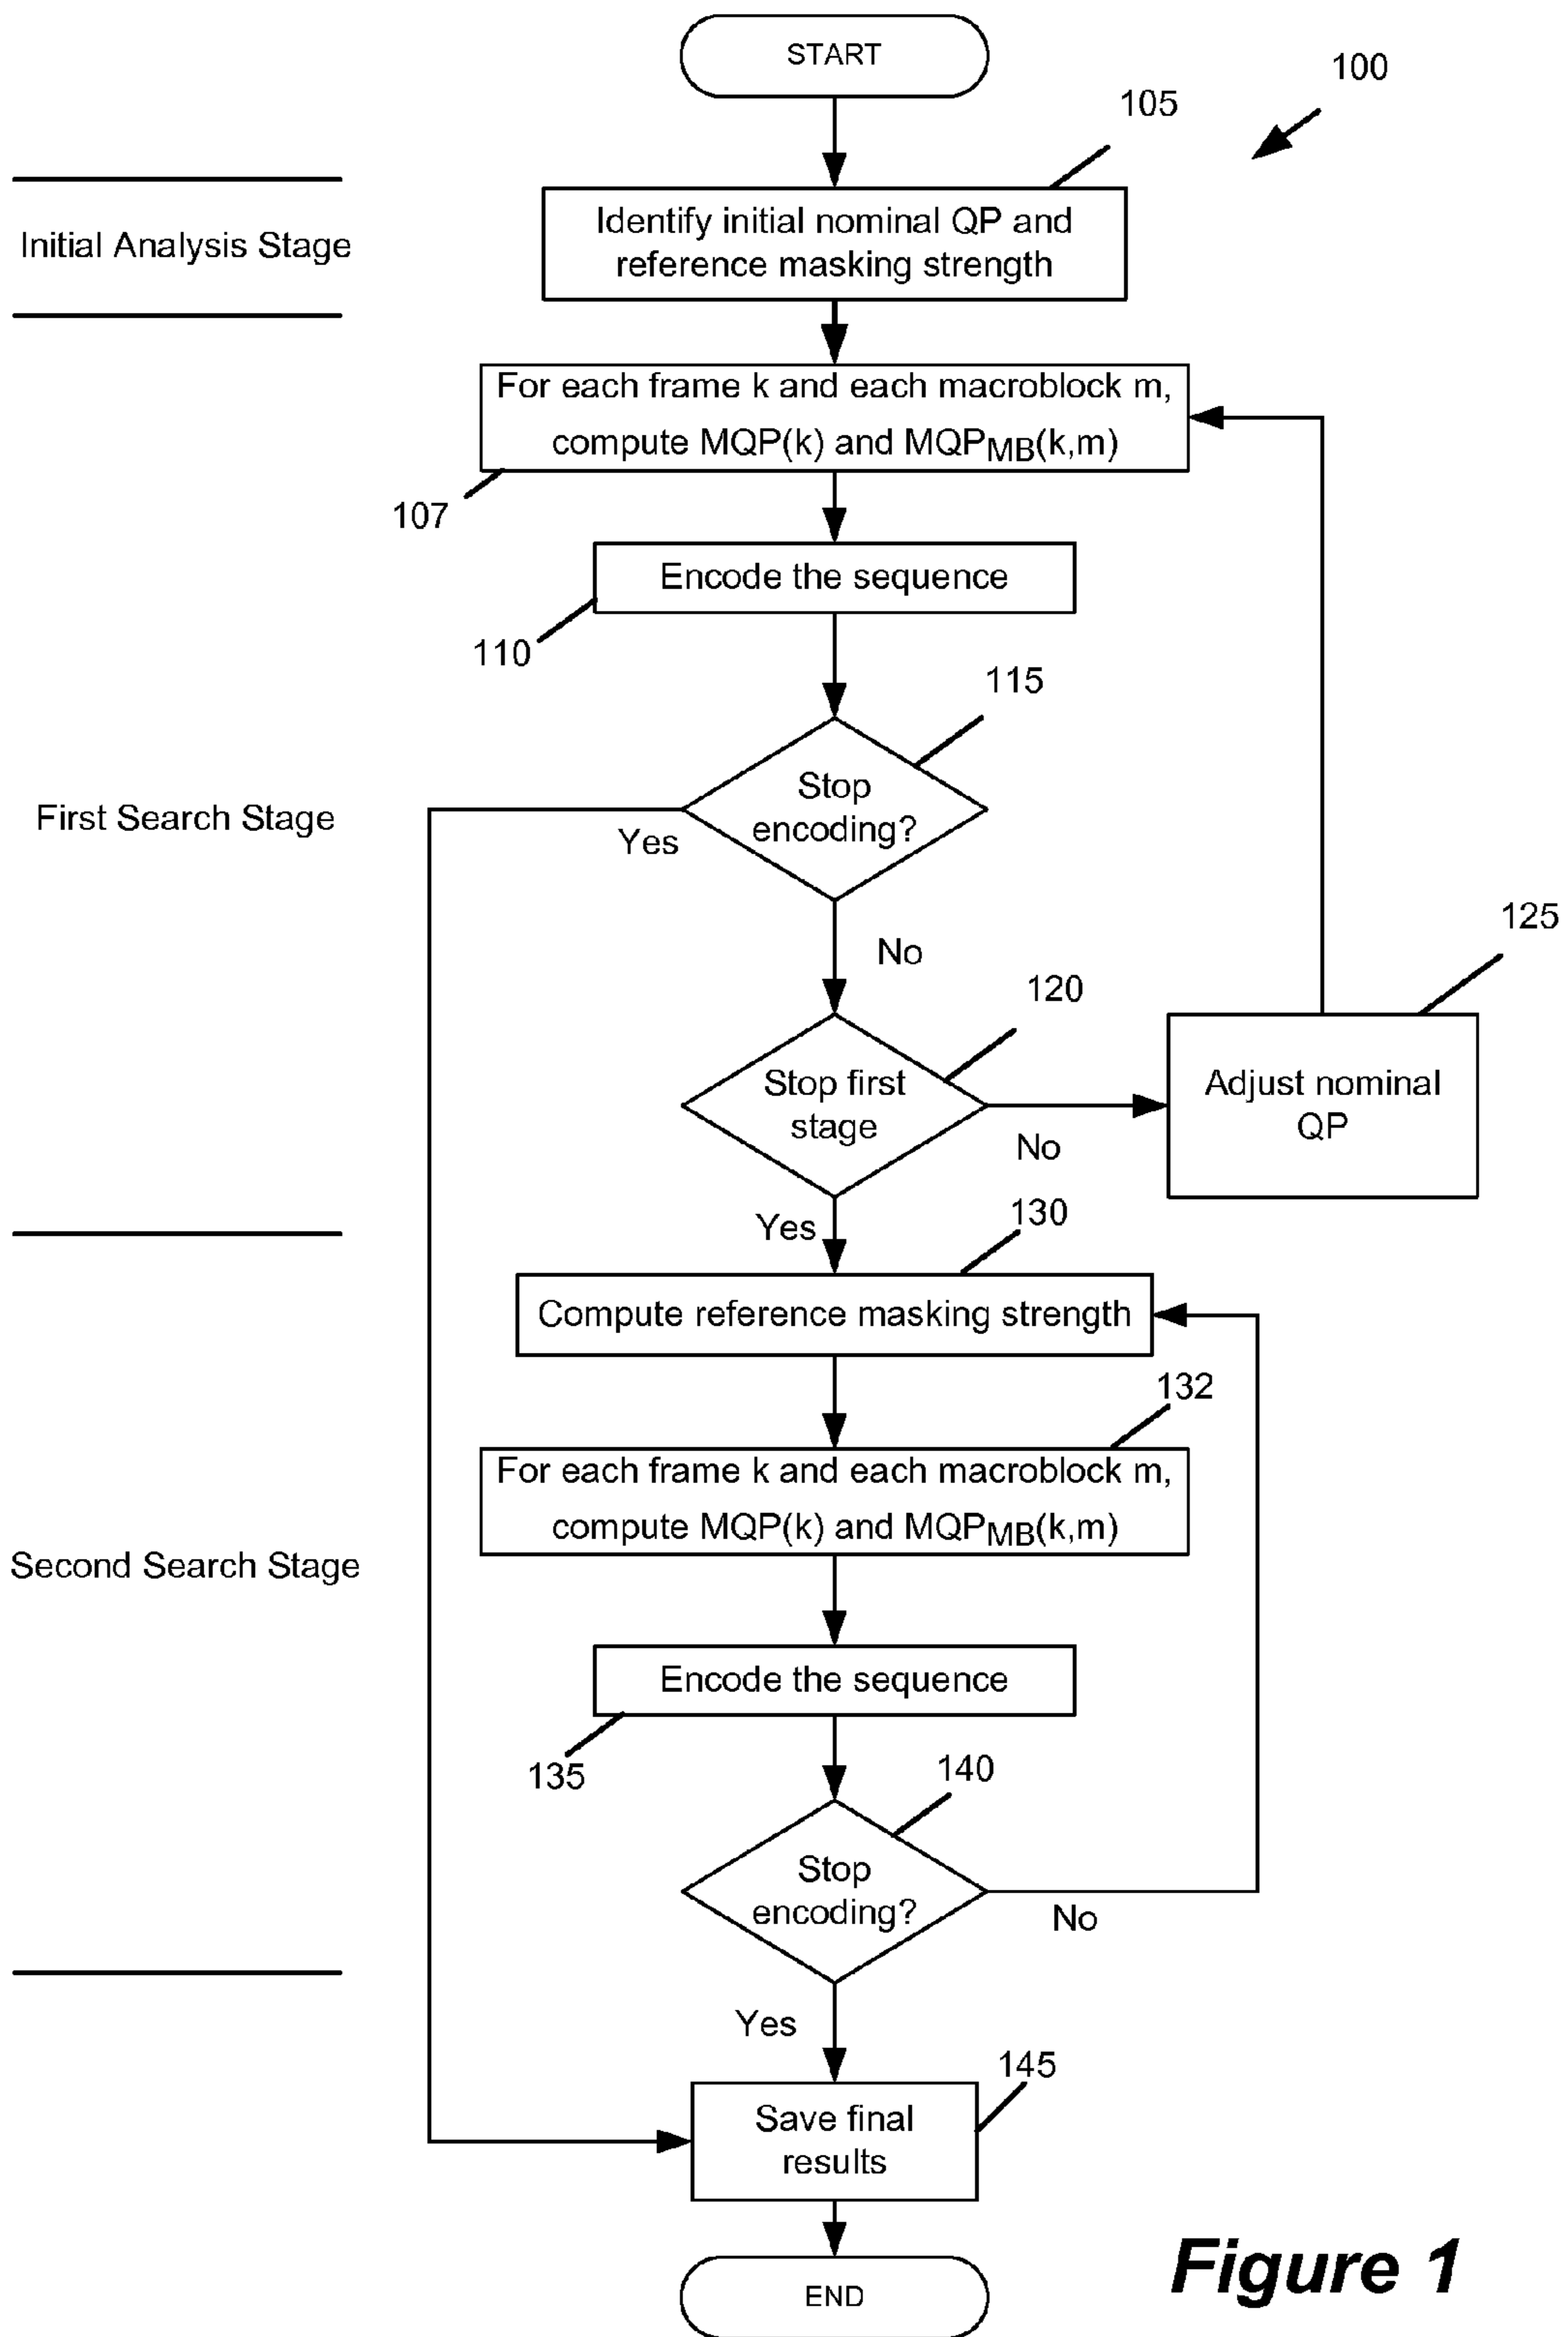 START
100
105
Initial Analysis Stage
Identify initial nominal QP and
reference masking strength
For each frame k and each macroblock m,
compute MQP(k) and MQPMB(k,m)
107
Encode the sequence
110
115
First Search Stage
Stop
encoding?
Yes
No
120
125
Stop first
stage
No
Adjust nominal
QP
Yes
130
Compute reference masking strength
132
For each frame k and each macroblock m,
compute MQP(k) and MQPMB(k,m)
Second Search Stage
Encode the sequence
135
140
Stop
encoding?
No
Yes
145
Save final
results
END
Figure 1